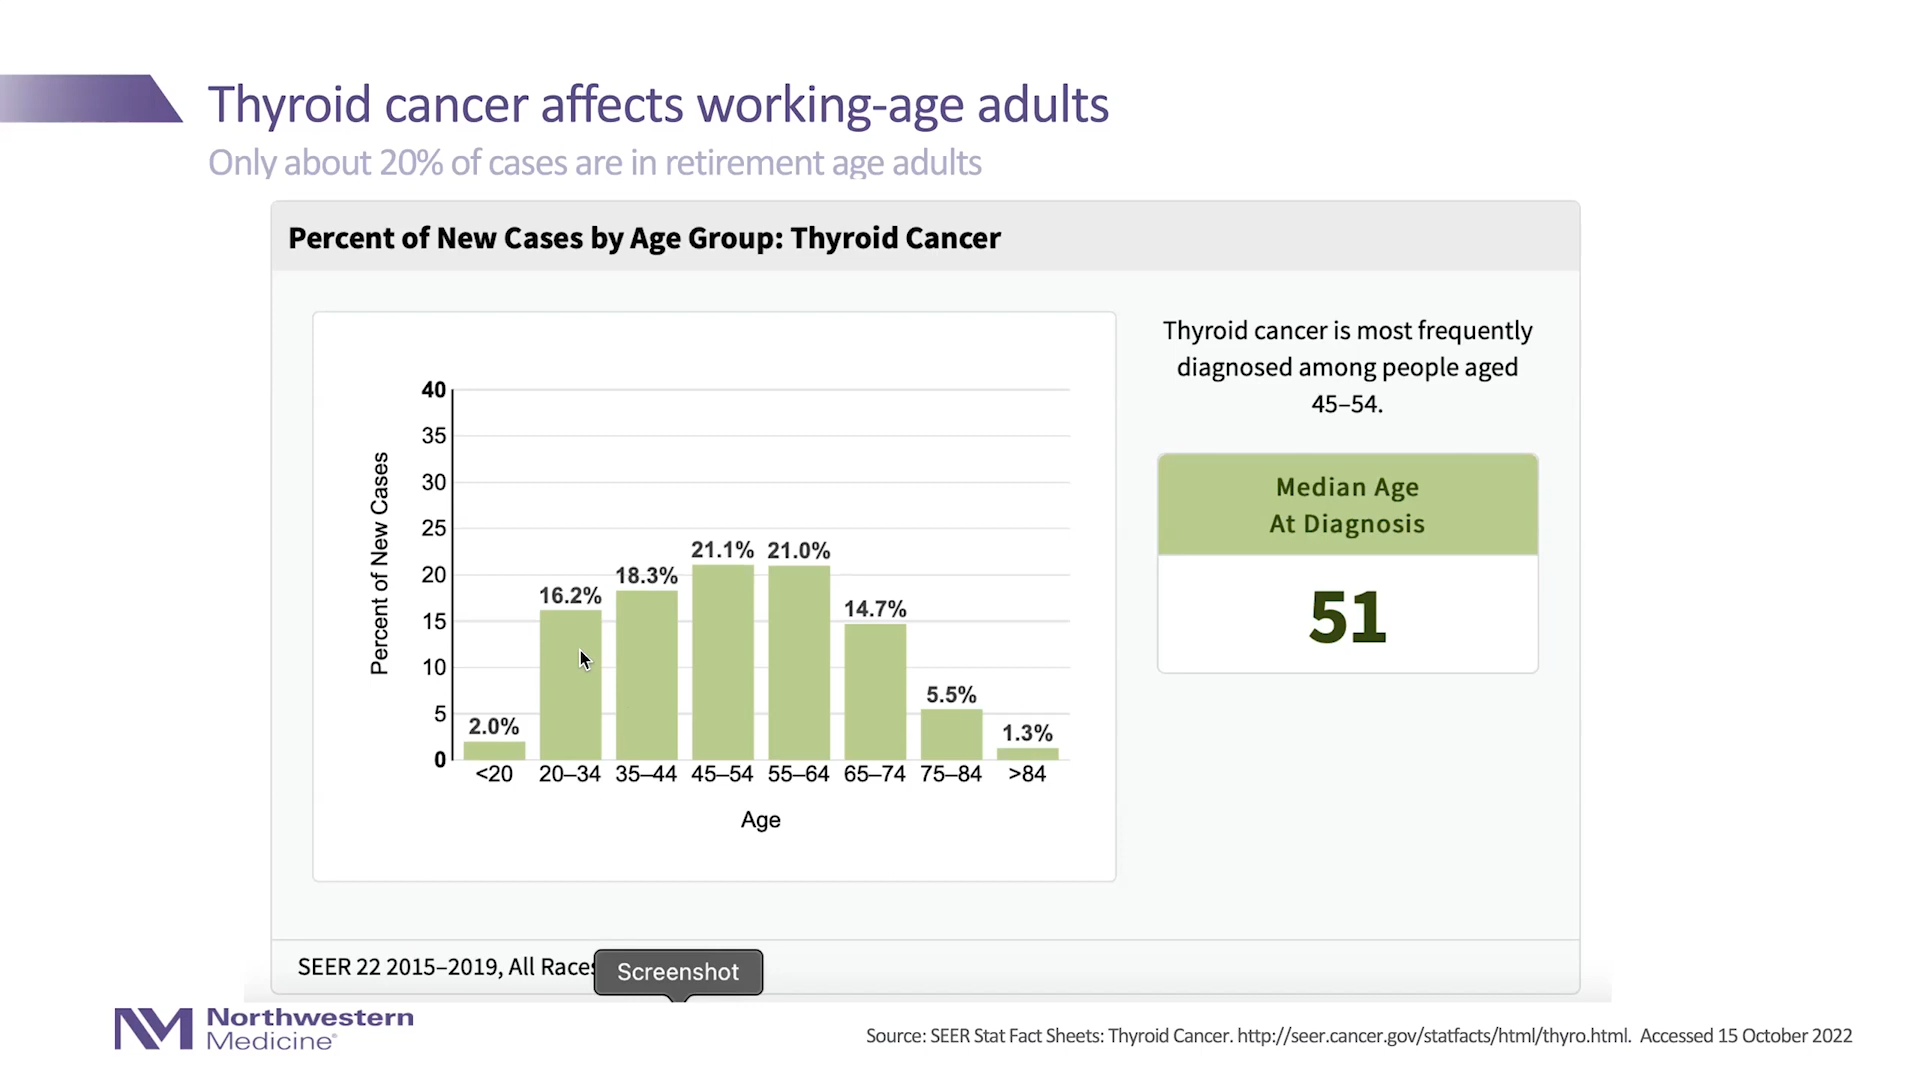 Thyroid cancer affects working-age adults
Only about 20% of cases are in retirement age adults
Percent of New Cases by Age Group: Thyroid Cancer
Percent of New Cases
40
35
30
25
20
15
10
5
0
2.0%
16.2%
18.3%
21.1%
21.0%
14.7%
5.5%
1.3%
<20
20–34
35–44
45–54
55–64
65–74
75–84
>84
Age
Thyroid cancer is most frequently
diagnosed among people aged
45–54.
Median Age
At Diagnosis
51
SEER 22 2015–2019, All Races
Screenshot
NM
Northwestern
Medicine®
Source: SEER Stat Fact Sheets: Thyroid Cancer. http://seer.cancer.gov/statfacts/html/thyro.html. Accessed 15 October 2022